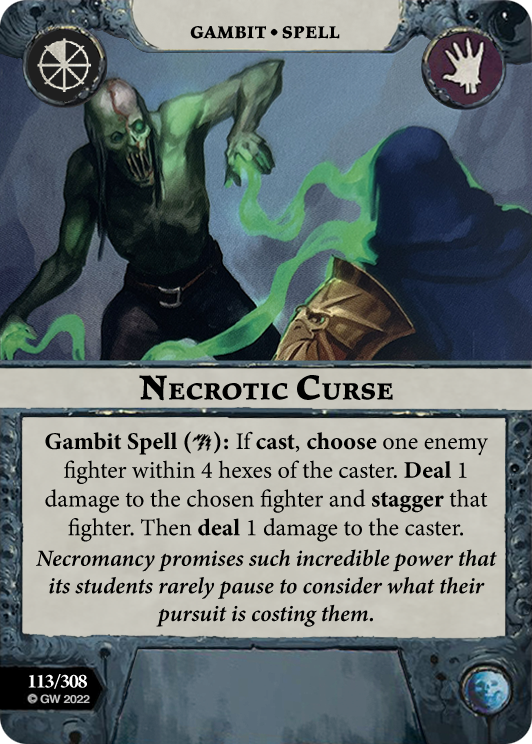 GAMBIT • SPELL
NECROTIC CURSE
Gambit Spell (): If cast, choose one enemy
fighter within 4 hexes of the caster. Deal 1
damage to the chosen fighter and stagger that
fighter. Then deal 1 damage to the caster.
Necromancy promises such incredible power that
its students rarely pause to consider what their
pursuit is costing them.
113/308
© GW 2022